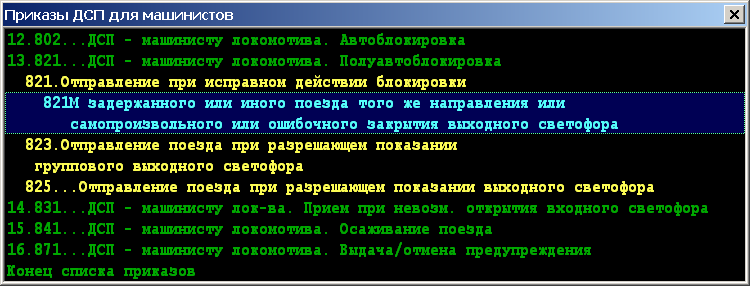 Приказы ДСП для машинистов
12.802...ДСП - машинисту локомотива. Автоблокировка
13.821...ДСП - машинисту локомотива. Полуавтоблокировка
821.Отправление при исправном действии блокировки
821М задержанного или иного поезда того же направления или
самопроизвольного или ошибочного закрытия выходного светофора
823.Отправление поезда при разрешающем показании
группового выходного светофора
825...Отправление поезда при разрешающем показании выходного светофора
14.831...ДСП - машинисту лок-ва. Прием при невозм. открытия входного светофора
15.841...ДСП - машинисту локомотива. Осаживание поезда
16.871...ДСП - машинисту локомотива. Выдача/отмена предупреждения
Конец списка приказов